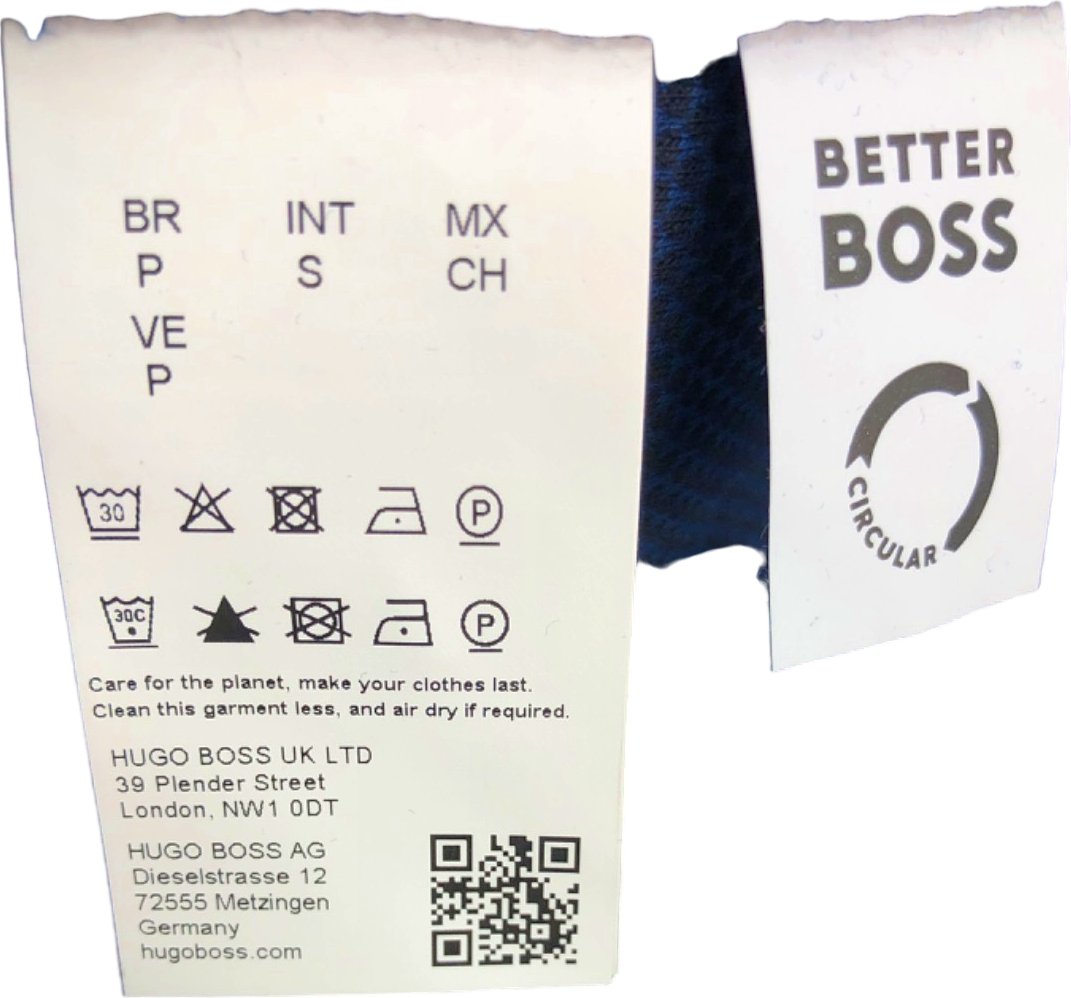 BR INT MX
P S CH
VE
P
30 P
30C P
Care for the planet, make your clothes last.
Clean this garment less, and air dry if required.
HUGO BOSS UK LTD
39 Plender Street
London, NW1 0DT
HUGO BOSS AG
Dieselstrasse 12
72555 Metzingen
Germany
hugoboss.com
BETTER
BOSS
CIRCULAR